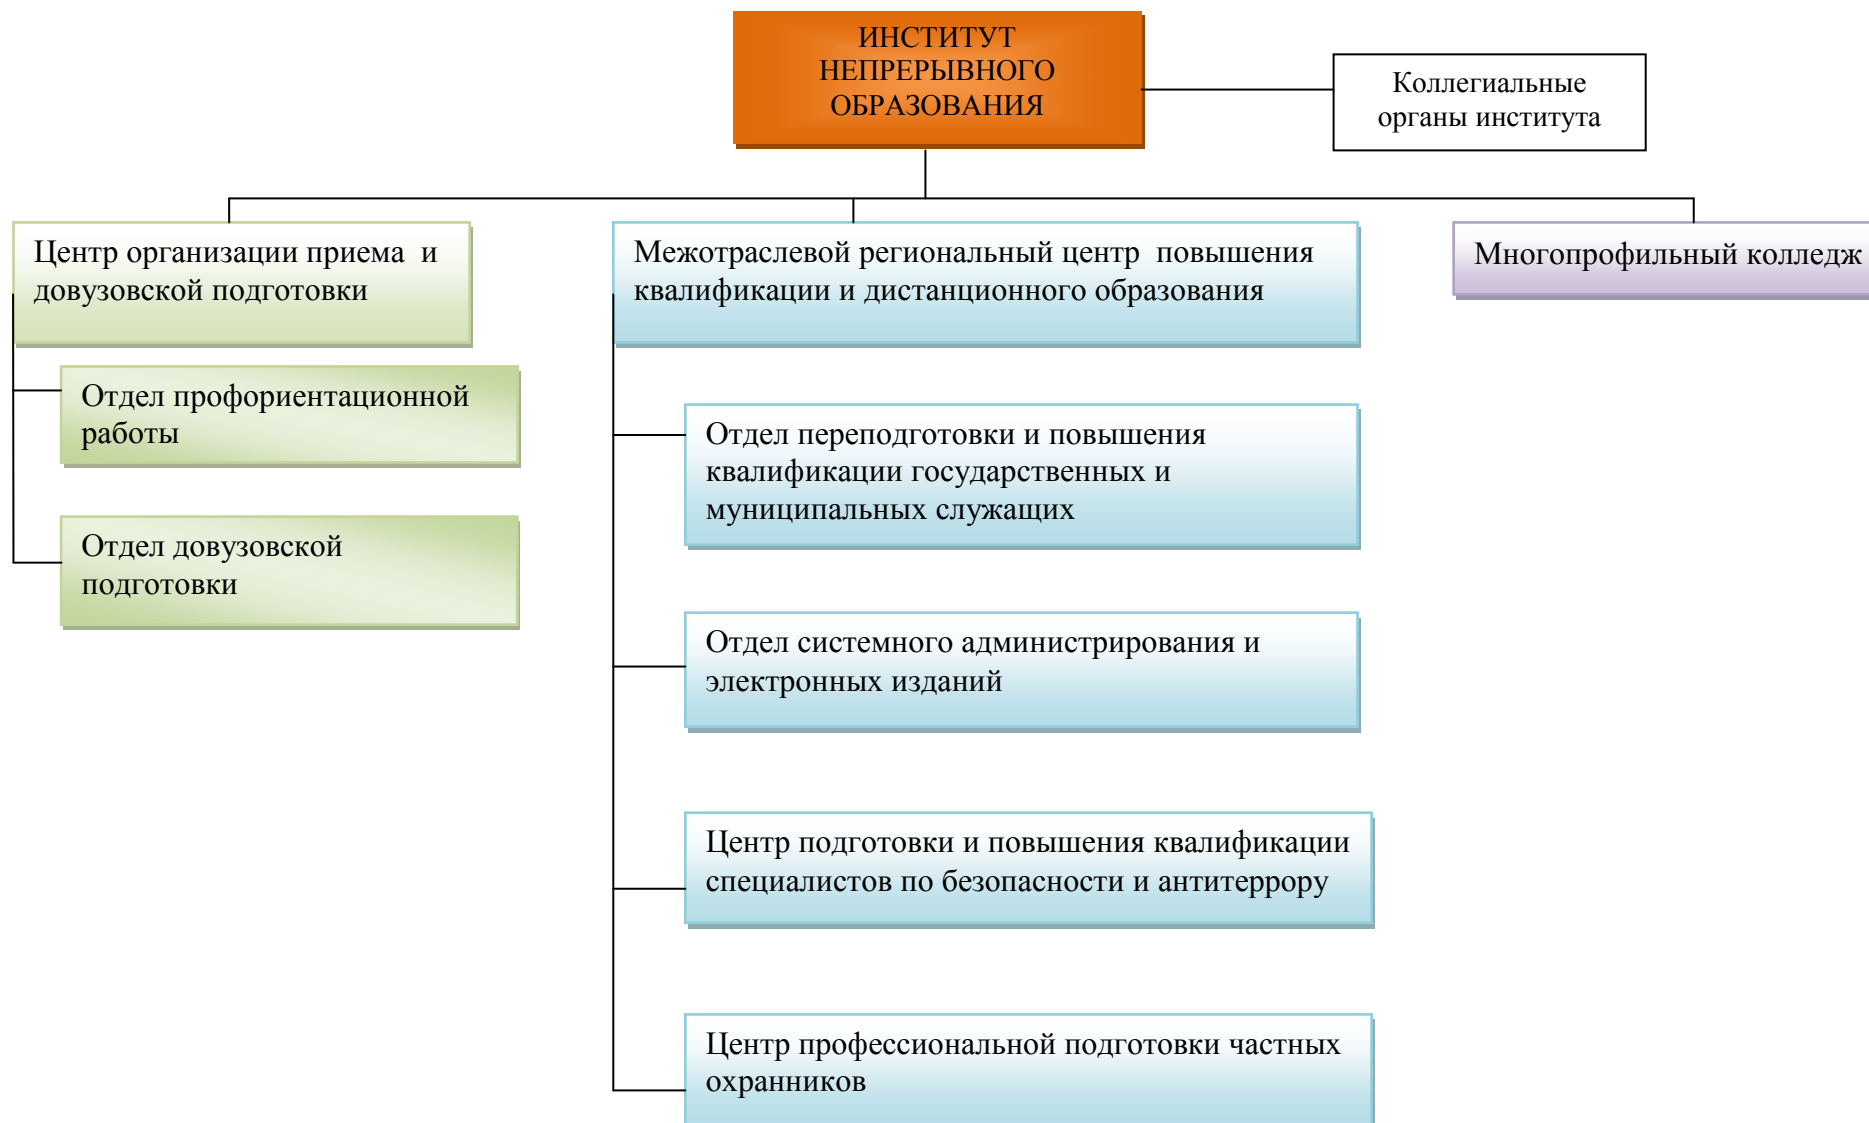 ИНСТИТУТ
НЕПРЕРЫВНОГО
ОБРАЗОВАНИЯ
Коллегиальные
органы института
Центр организации приема и
довузовской подготовки
Межотраслевой региональный центр повышения
квалификации и дистанционного образования
Многопрофильный колледж
Отдел профориентационной
работы
Отдел довузовской
подготовки
Отдел переподготовки и повышения
квалификации государственных и
муниципальных служащих
Отдел системного администрирования и
электронных изданий
Центр подготовки и повышения квалификации
специалистов по безопасности и антитеррору
Центр профессиональной подготовки частных
охранников